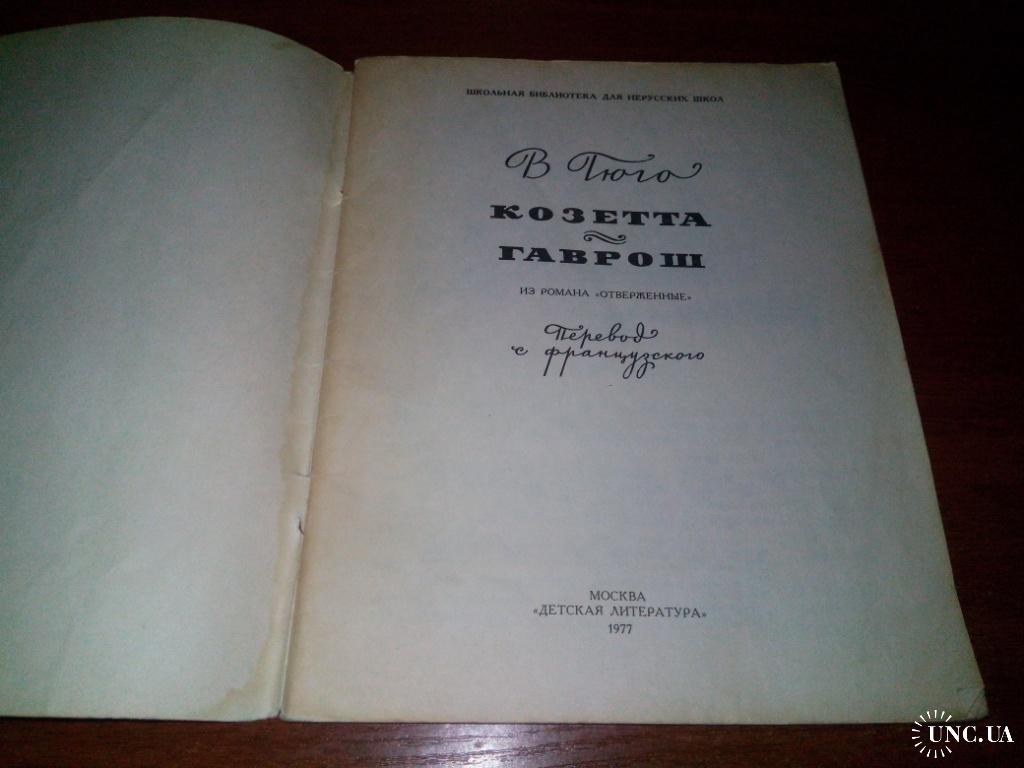 ШКОЛЬНАЯ БИБЛИОТЕКА ДЛЯ НЕРУССКИХ ШКОЛ
В Гюго
КОЗЕТТА
ГАВРОШ
ИЗ РОМАНА «ОТВЕРЖЕННЫЕ»
Перевод
с французского
МОСКВА
«ДЕТСКАЯ ЛИТЕРАТУРА»
1977
UNC.UA